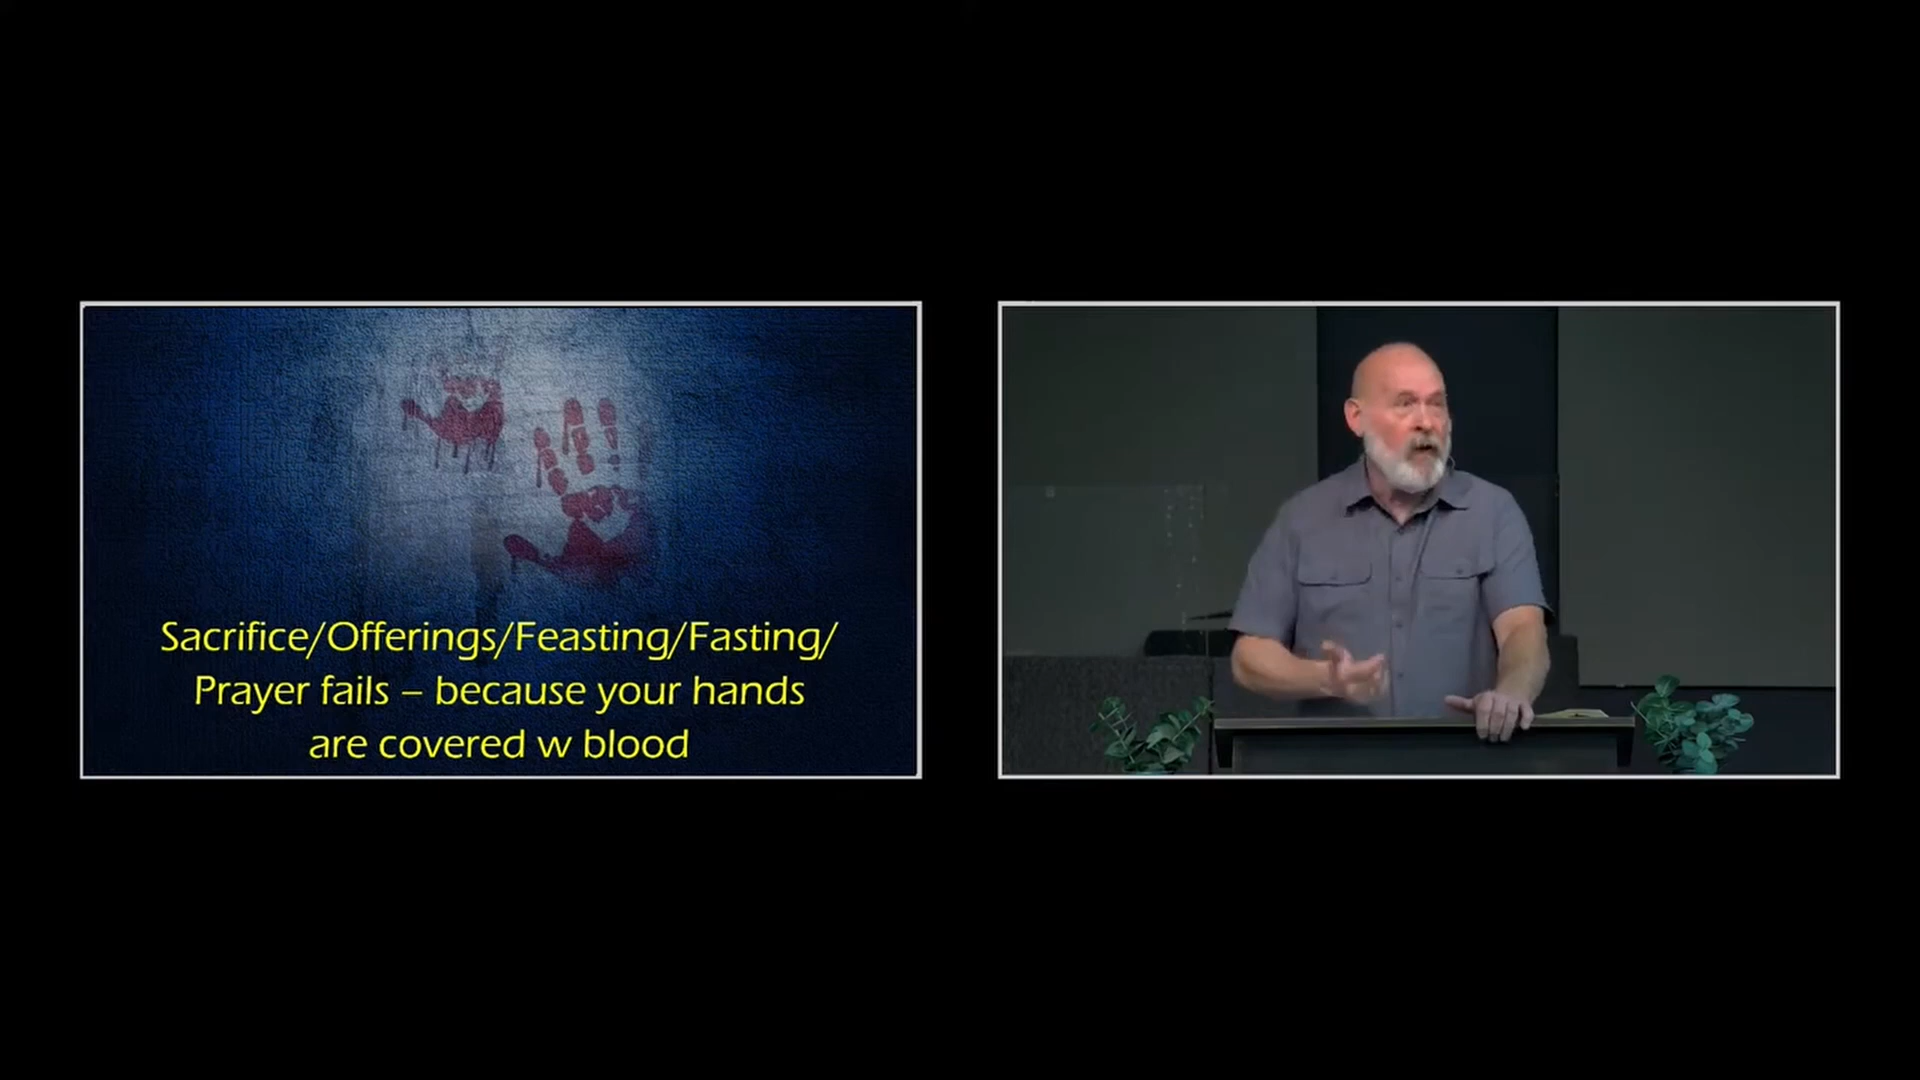 Sacrifice/Offerings/Feasting/Fasting/
Prayer fails – because your hands
are covered w blood